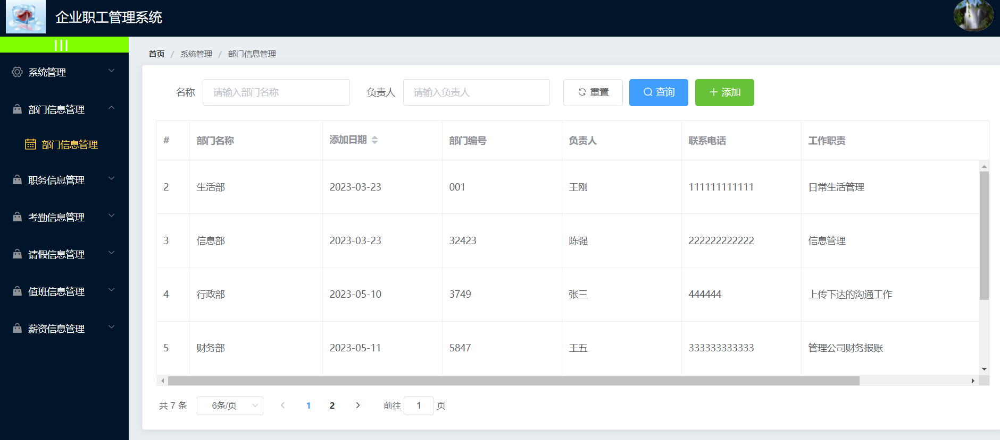 企业职工管理系统
首页 / 系统管理 / 部门信息管理
系统管理
部门信息管理
部门信息管理
职务信息管理
考勤信息管理
请假信息管理
值班信息管理
薪资信息管理
名称 请输入部门名称 负责人 请输入负责人 重置 查询 添加
# 部门名称 添加日期 部门编号 负责人 联系电话 工作职责
2 生活部 2023-03-23 001 王刚 111111111111 日常生活管理
3 信息部 2023-03-23 32423 陈强 222222222222 信息管理
4 行政部 2023-05-10 3749 张三 444444 上传下达的沟通工作
5 财务部 2023-05-11 5847 王五 333333333333 管理公司财务报账
共 7 条 6条/页 1 2 前往 1 页